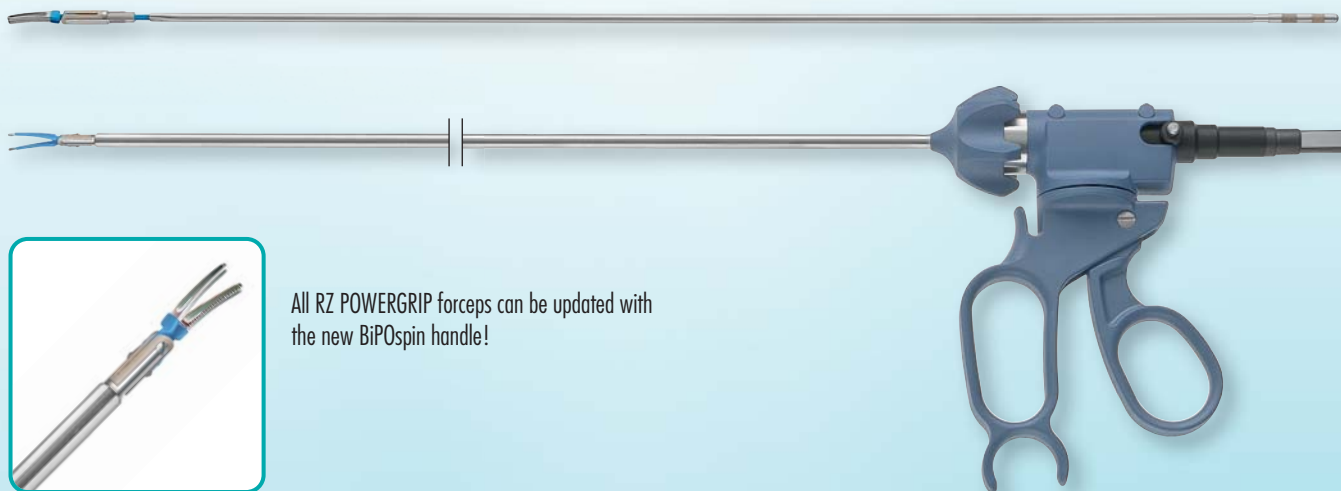 All RZ POWERGRIP forceps can be updated with
the new BiPOspin handle!